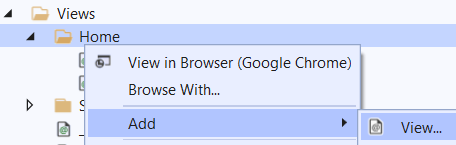 Views
Home
View in Browser (Google Chrome)
Browse With...
S
Add
View...